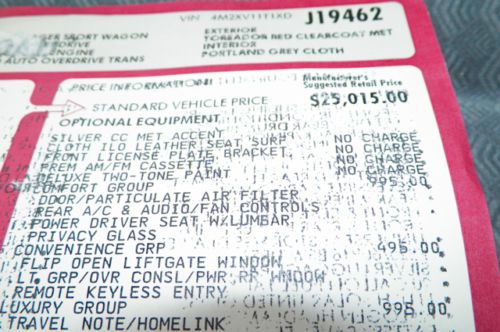 VIN 4M2XV11T1XD J19462
SPORT WAGON
EXTERIOR
TOREADOR RED CLEARCOAT MET
INTERIOR
PORTLAND GREY CLOTH
ENGINE
AUTO OVERDRIVE TRANS
PRICE INFORMATION
Manufacturer's
Suggested Retail Price
STANDARD VEHICLE PRICE $25,015.00
OPTIONAL EQUIPMENT
SILVER CC MET ACCENT NO CHARGE
CLOTH LEATHER SEAT SURF NO CHARGE
FRONT LICENSE PLATE BRACKET NO CHARGE
PREM AM/FM CASSETTE NO CHARGE
DELUXE TWO-TONE PAINT NO CHARGE
COMFORT GROUP 995.00
ODOR/PARTICULATE AIR FILTER
REAR A/C & AUDIO/FAN CONTROLS
POWER DRIVER SEAT W/LUMBAR
PRIVACY GLASS
CONVENIENCE GRP 495.00
FLIP OPEN LIFTGATE WINDOW
LT GRP/OVR CONSL/PWR RR WNDOW
REMOTE KEYLESS ENTRY
LUXURY GROUP 995.00
TRAVEL NOTE/HOMELINK